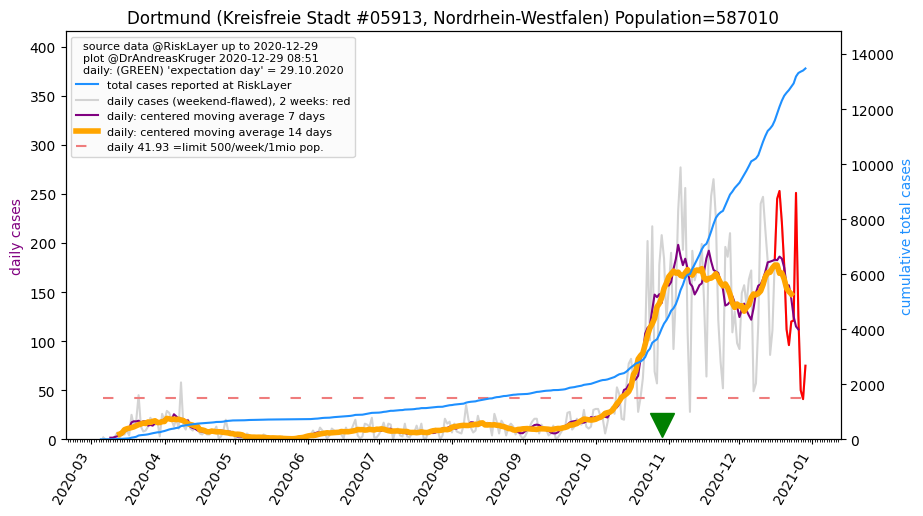 Dortmund (Kreisfreie Stadt #05913, Nordrhein-Westfalen) Population=587010
source data @RiskLayer up to 2020-12-29
plot @DrAndreasKruger 2020-12-29 08:51
daily: (GREEN) 'expectation day' = 29.10.2020
total cases reported at RiskLayer
daily cases (weekend-flawed), 2 weeks: red
daily: centered moving average 7 days
daily: centered moving average 14 days
daily 41.93 =limit 500/week/1mio pop.
daily cases
400
350
300
250
200
150
100
50
0
14000
12000
10000
8000
6000
4000
2000
0
cumulative total cases
2020-03
2020-04
2020-05
2020-06
2020-07
2020-08
2020-09
2020-10
2020-11
2020-12
2021-01